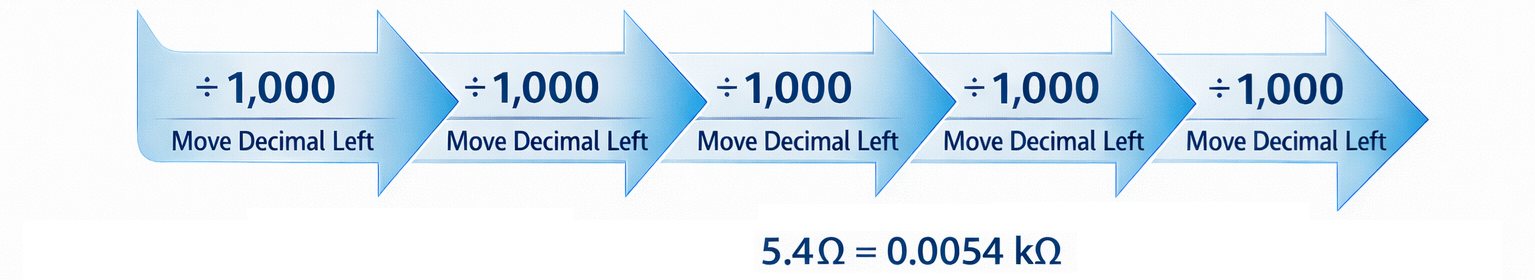 ÷ 1,000 ÷ 1,000 ÷ 1,000 ÷ 1,000 ÷ 1,000
Move Decimal Left Move Decimal Left Move Decimal Left Move Decimal Left Move Decimal Left
5.4Ω = 0.0054 kΩ